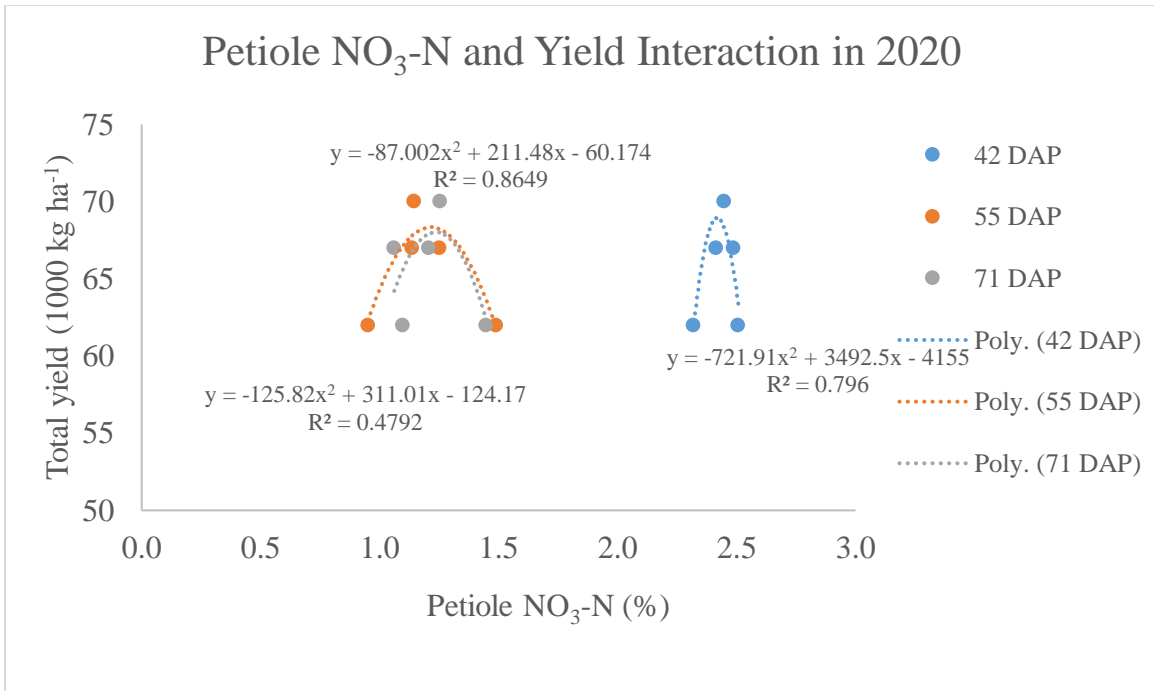 Petiole NO₃-N and Yield Interaction in 2020
Total yield (1000 kg ha⁻¹)
75
70
65
60
55
50
y = -87.002x² + 211.48x - 60.174
R² = 0.8649
y = -721.91x² + 3492.5x - 4155
R² = 0.796
y = -125.82x² + 311.01x - 124.17
R² = 0.4792
0.0 0.5 1.0 1.5 2.0 2.5 3.0
Petiole NO₃-N (%)
42 DAP
55 DAP
71 DAP
Poly. (42 DAP)
Poly. (55 DAP)
Poly. (71 DAP)